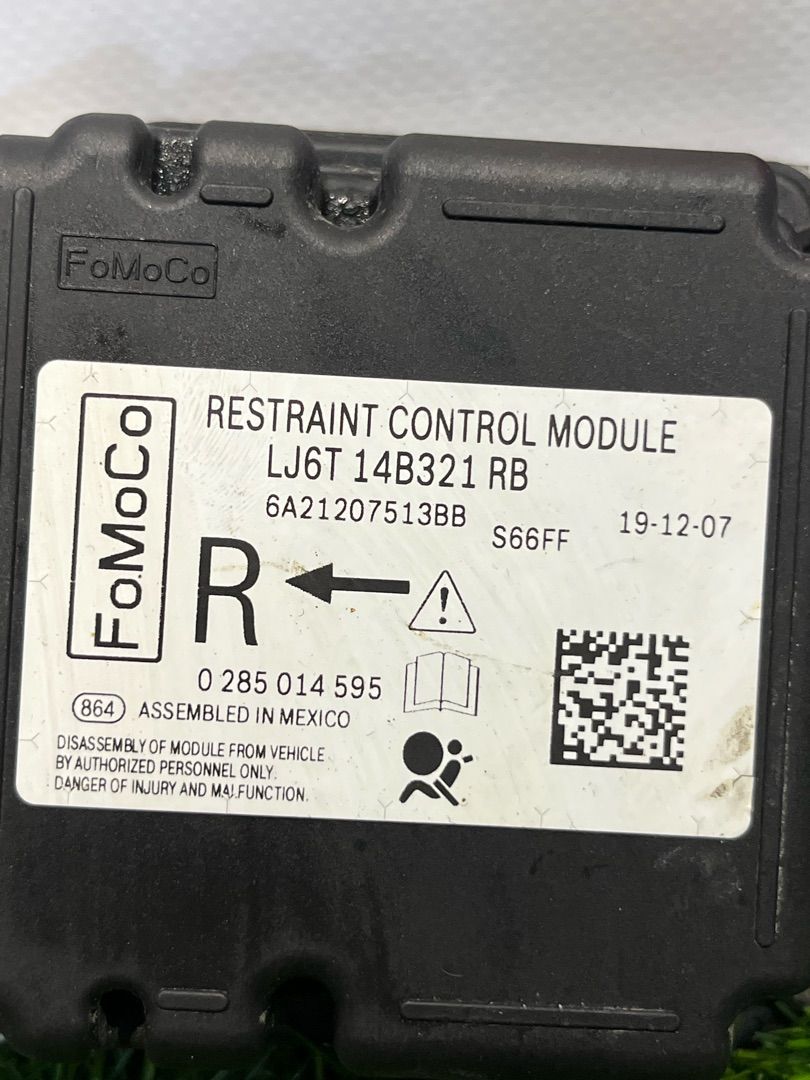 FoMoCo
FoMoCo
RESTRAINT CONTROL MODULE
LJ6T 14B321 RB
6A21207513BB S66FF 19-12-07
R
0 285 014 595
864 ASSEMBLED IN MEXICO
DISASSEMBLY OF MODULE FROM VEHICLE
BY AUTHORIZED PERSONNEL ONLY.
DANGER OF INJURY AND MALFUNCTION.